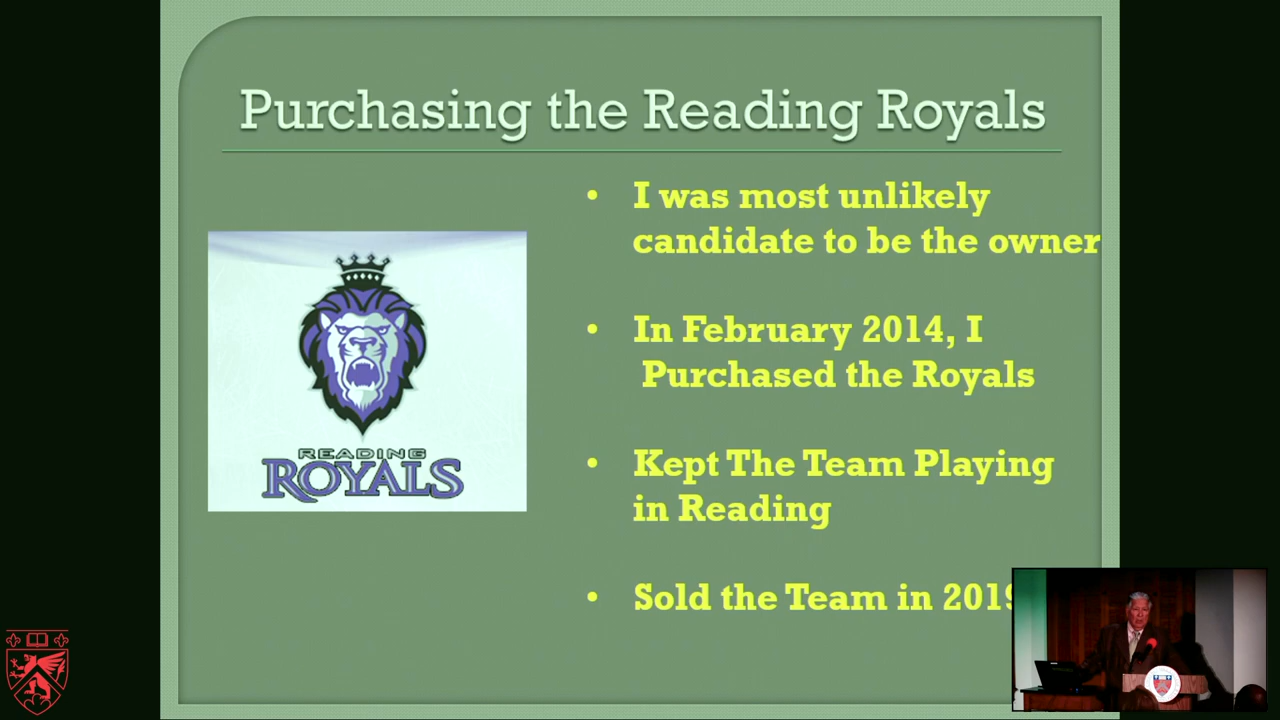 Purchasing the Reading Royals
• I was most unlikely
candidate to be the owner
• In February 2014, I
Purchased the Royals
• Kept The Team Playing
in Reading
• Sold the Team in 2019
READING
ROYALS